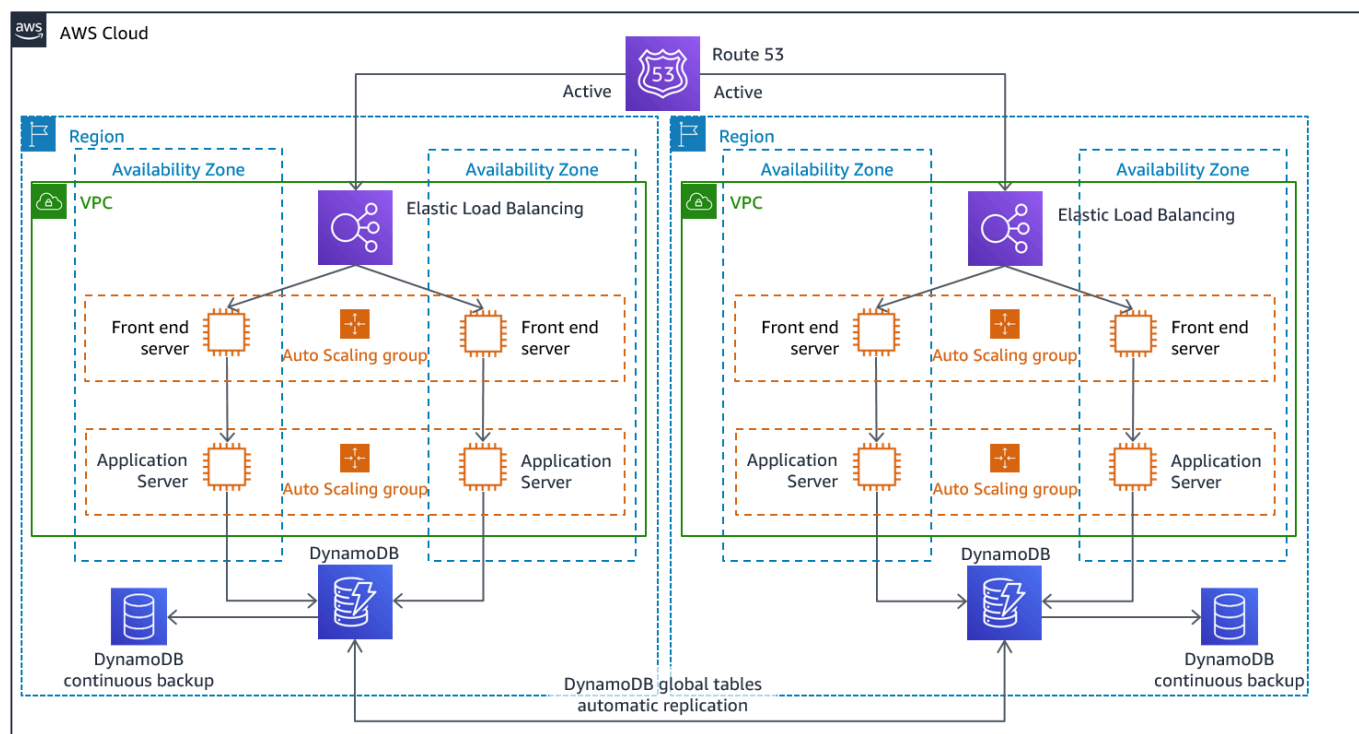 aws
AWS Cloud
53
Route 53
Active
Active
Region
Availability Zone
Availability Zone
VPC
Elastic Load Balancing
Front end
server
Auto Scaling group
Front end
server
Application
Server
Auto Scaling group
Application
Server
DynamoDB
DynamoDB
continuous backup
Region
Availability Zone
Availability Zone
VPC
Elastic Load Balancing
Front end
server
Auto Scaling group
Front end
server
Application
Server
Auto Scaling group
Application
Server
DynamoDB
DynamoDB
continuous backup
DynamoDB global tables
automatic replication